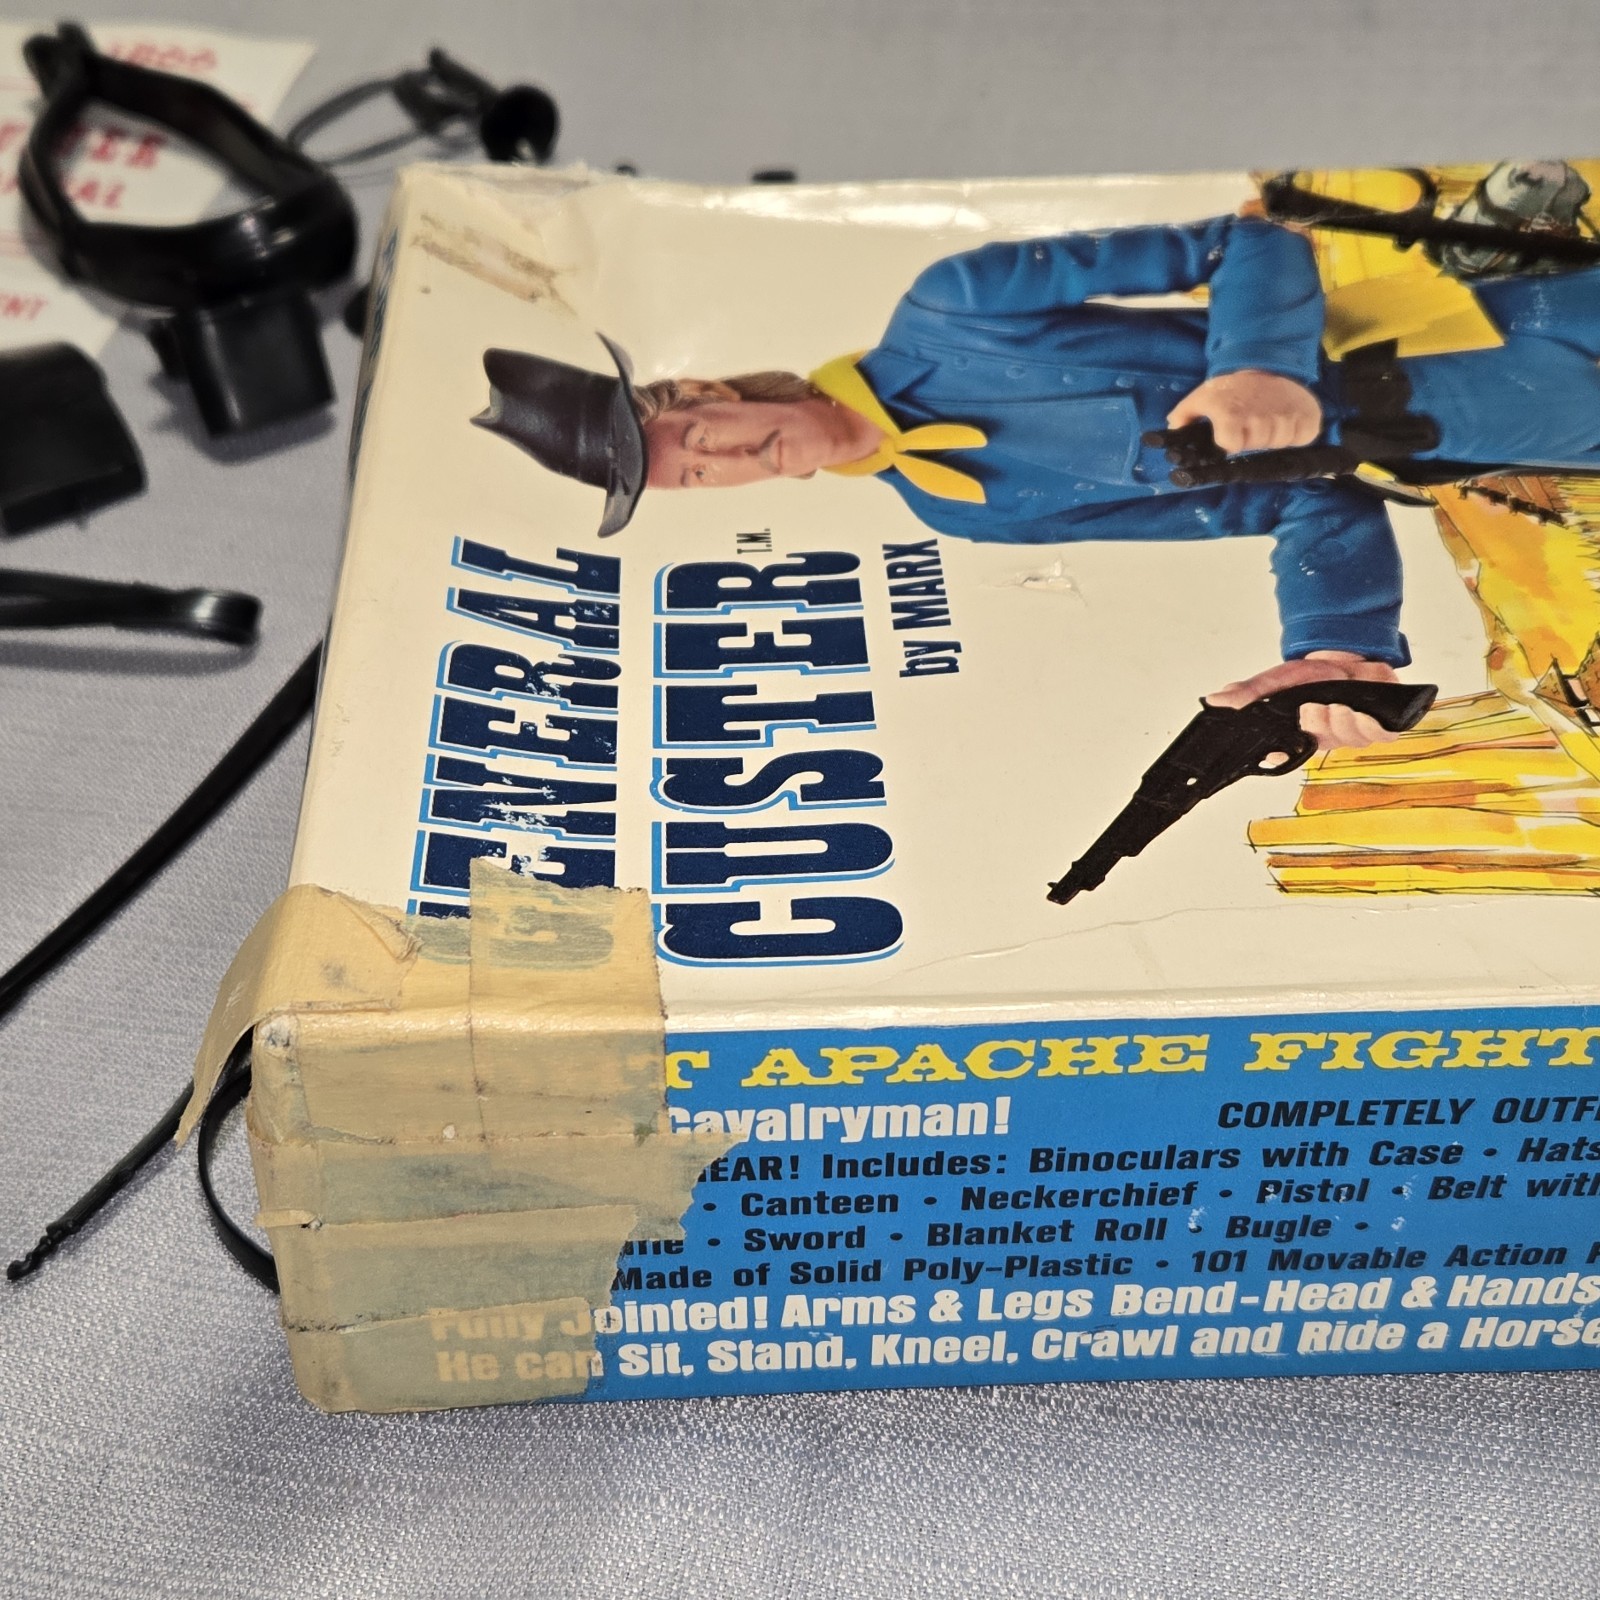 GENERAL
CUSTER T.M.
by MARX
T APACHE FIGHT
Cavalryman!
COMPLETELY OUTF
EAR! Includes: Binoculars with Case • Hats
• Canteen • Neckerchief • Pistol • Belt with
• Sword • Blanket Roll • Bugle •
Made of Solid Poly-Plastic • 101 Movable Action
Fully Jointed! Arms & Legs Bend-Head & Hands
He can Sit, Stand, Kneel, Crawl and Ride a Horse